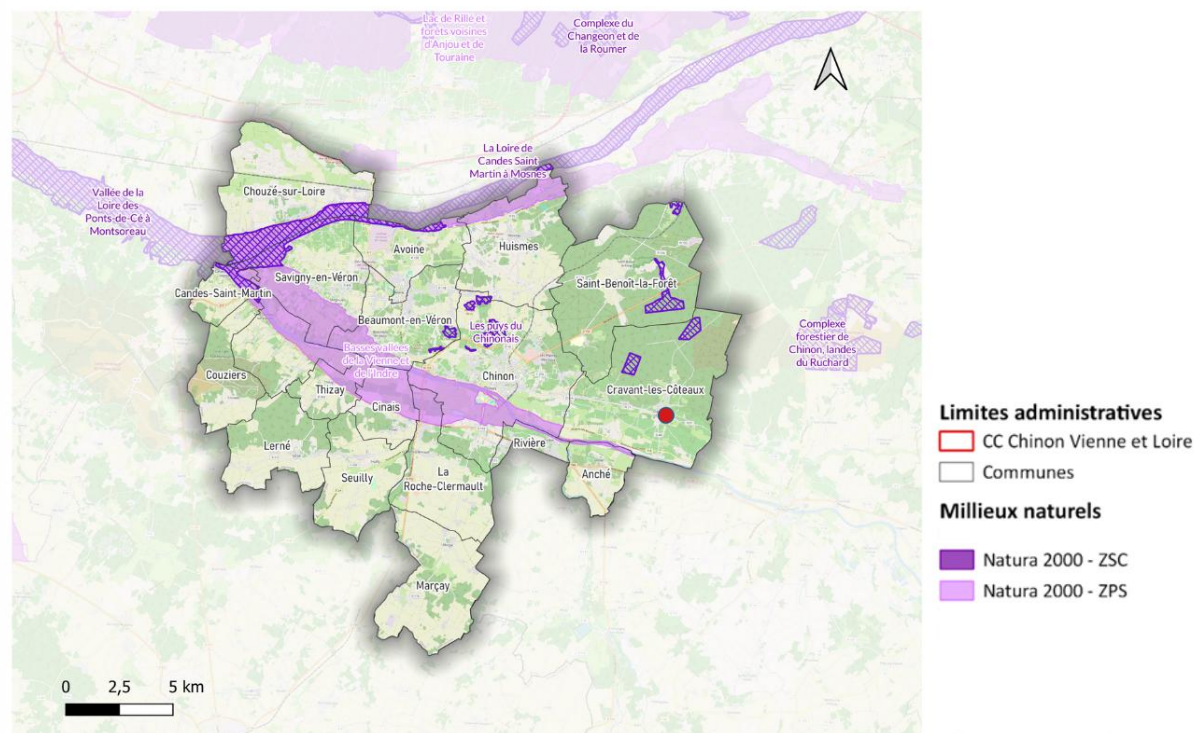 Lac de Rillé et
forêts voisines
d'Anjou et de
Touraine
Complexe du
Changeon et de
la Roumer
La Loire de
Candes Saint
Martin à Mosnes
Vallée de la
Loire des
Ponts-de-Cé à
Montsoreau
Chouzé-sur-Loire
Avoine
Huismes
Savigny-en-Véron
Saint-Benoît-la-Forêt
Candes-Saint-Martin
Beaumont-en-Véron
Les puys du
Chinonais
Complexe
forestier de
Chinon, landes
du Ruchard
Basses vallées
de la Vienne et
de l'Indre
Couziers
Chinon
Thizay
Cravant-les-Côteaux
Cinais
Lerné
Rivière
Seuilly
La
Roche-Clermault
Anché
Marçay
0 2,5 5 km
Limites administratives
CC Chinon Vienne et Loire
Communes
Millieux naturels
Natura 2000 - ZSC
Natura 2000 - ZPS